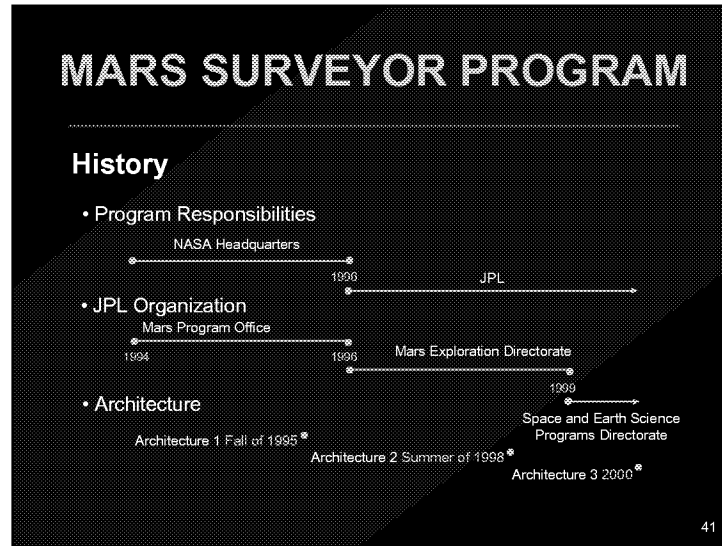 MARS SURVEYOR PROGRAM
History
• Program Responsibilities
NASA Headquarters
1996
JPL
• JPL Organization
Mars Program Office
1994
1996
Mars Exploration Directorate
1999
• Architecture
Space and Earth Science
Programs Directorate
Architecture 1 Fall of 1995
Architecture 2 Summer of 1998
Architecture 3 2000
41